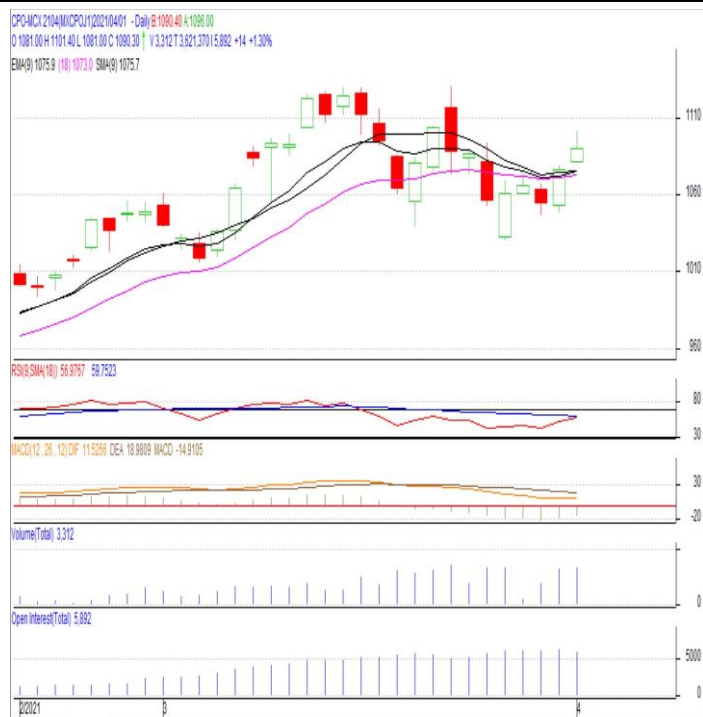 CPO-MCX 2104(MXCPOJ1)2021/04/01 - Daily B:1090.40 A:1096.00
O 1081.00 H 1101.40 L 1081.00 C 1090.30 ↑ V 3,312 T 3,621,370 I 5,892 +14 +1.30%
EMA(9) 1075.9 (18) 1073.0 SMA(9) 1075.7
1110
1060
1010
960
RSI(9,SMA(18)) 56.9767 59.7523
80
30
MACD(12, 26, 12) DIF 11.5256 DEA 18.9809 MACD -14.9105
30
-20
Volume(Total) 3,312
0
Open Interest(Total) 5,892
5000
0
2/2021 3 4